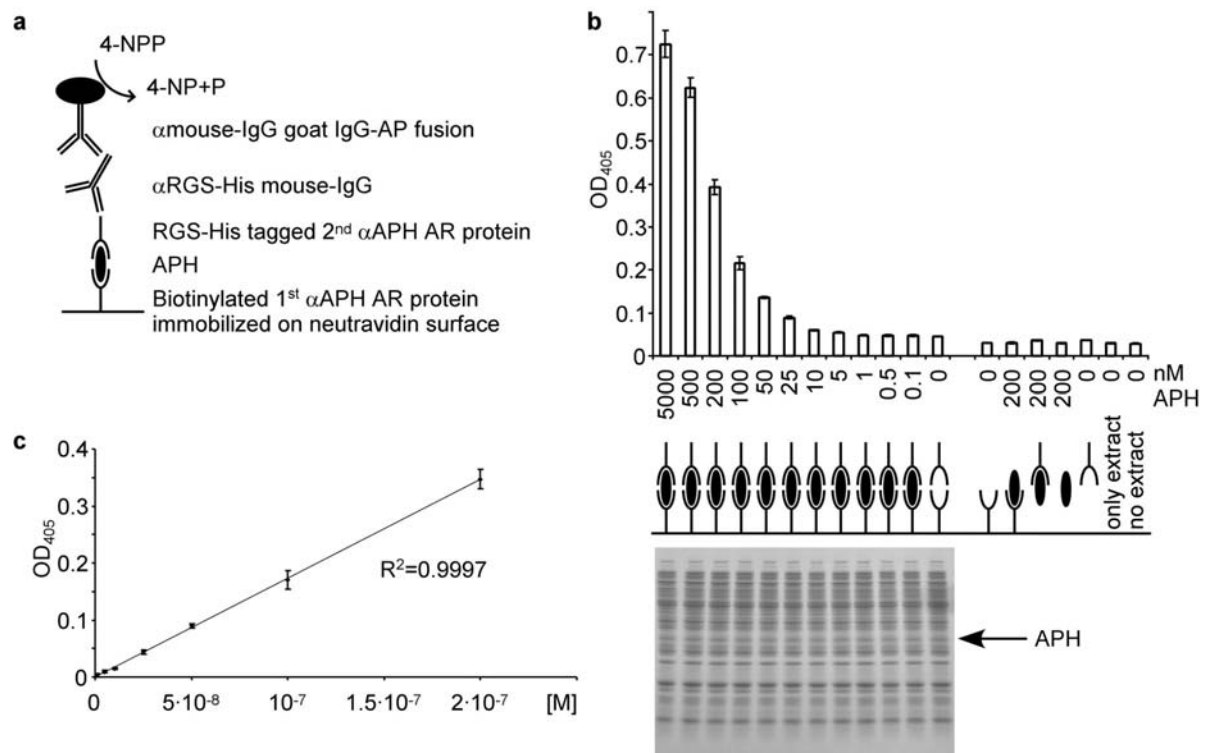 a
4-NPP
4-NP+P
αmouse-IgG goat IgG-AP fusion
αRGS-His mouse-IgG
RGS-His tagged 2nd αAPH AR protein
APH
Biotinylated 1st αAPH AR protein
immobilized on neutravidin surface
b
OD405
0.7
0.6
0.5
0.4
0.3
0.2
0.1
0
5000
500
200
100
50
25
10
5
1
0.5
0.1
0
0
200
200
200
0
0
0
nM
APH
only extract
no extract
APH
c
OD405
0.4
0.3
0.2
0.1
0
R2=0.9997
0
5·10-8
10-7
1.5·10-7
2·10-7
[M]